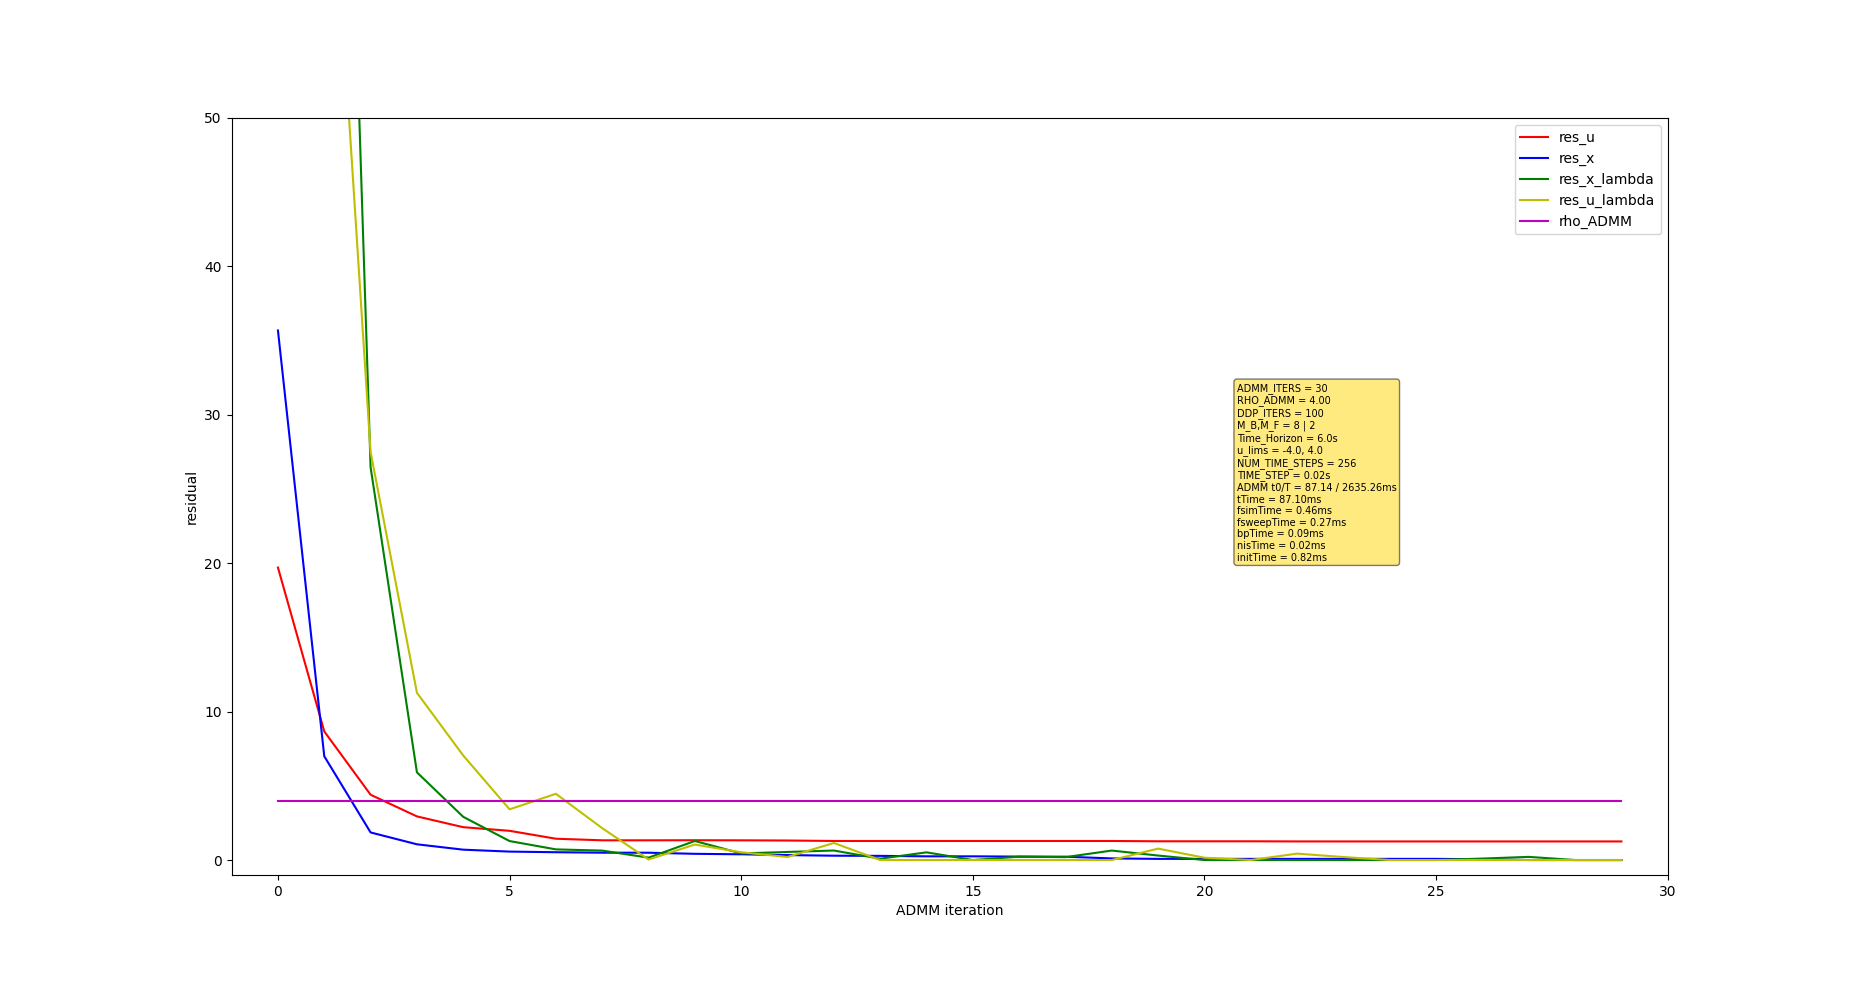 50
40
30
20
10
0
residual
0 5 10 15 20 25 30
ADMM iteration
res_u
res_x
res_x_lambda
res_u_lambda
rho_ADMM
ADMM_ITERS = 30
RHO_ADMM = 4.00
DDP_ITERS = 100
M_B,M_F = 8 | 2
Time_Horizon = 6.0s
u_lims = -4.0, 4.0
NUM_TIME_STEPS = 256
TIME_STEP = 0.02s
ADMM t0/T = 87.14 / 2635.26ms
tTime = 87.10ms
fsimTime = 0.46ms
fsweepTime = 0.27ms
bpTime = 0.09ms
nisTime = 0.02ms
initTime = 0.82ms